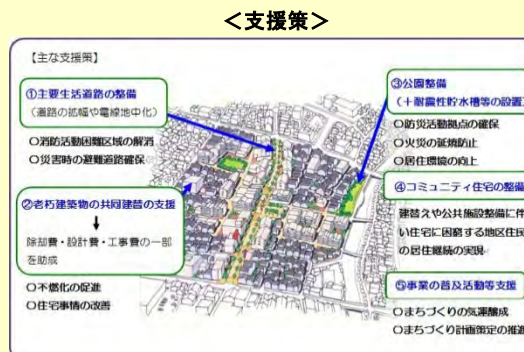 ＜支援策＞
【主な支援策】
①主要生活道路の整備
（道路の拡幅や電線地中化）
○消防活動困難区域の解消
○災害時の避難道路確保
②老朽建築物の共同建替の支援
↓
除却費・設計費・工事費の一部
を助成
○不燃化の促進
○住宅事情の改善
③公園整備
（＋耐震性貯水槽等の設置）
○防災活動拠点の確保
○火災の延焼防止
○居住環境の向上
④コミュニティ住宅の整備
建替えや公共施設整備に伴
い住宅に困窮する地区住民
の居住継続の実現
⑤事業の普及活動等支援
○まちづくりの気運醸成
○まちづくり計画策定の推進